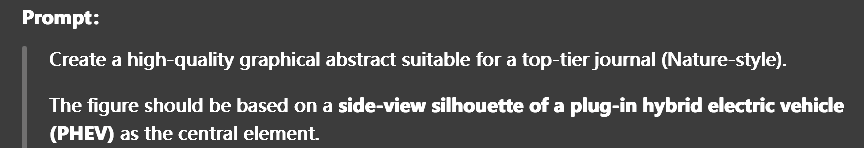 Prompt:
Create a high-quality graphical abstract suitable for a top-tier journal (Nature-style).
The figure should be based on a side-view silhouette of a plug-in hybrid electric vehicle
(PHEV) as the central element.